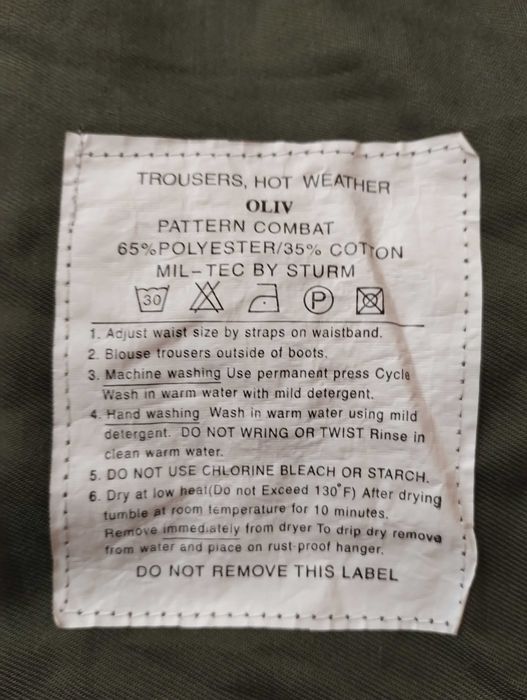 TROUSERS, HOT WEATHER
OLIV
PATTERN COMBAT
65%POLYESTER/35% COTTON
MIL-TEC BY STURM
30 P
1. Adjust waist size by straps on waistband.
2. Blouse trousers outside of boots.
3. Machine washing Use permanent press Cycle
Wash in warm water with mild detergent.
4. Hand washing Wash in warm water using mild
detergent. DO NOT WRING OR TWIST Rinse in
clean warm water.
5. DO NOT USE CHLORINE BLEACH OR STARCH.
6. Dry at low heat(Do not Exceed 130°F) After drying
tumble at room temperature for 10 minutes.
Remove immediately from dryer To drip dry remove
from water and place on rust-proof hanger.
DO NOT REMOVE THIS LABEL